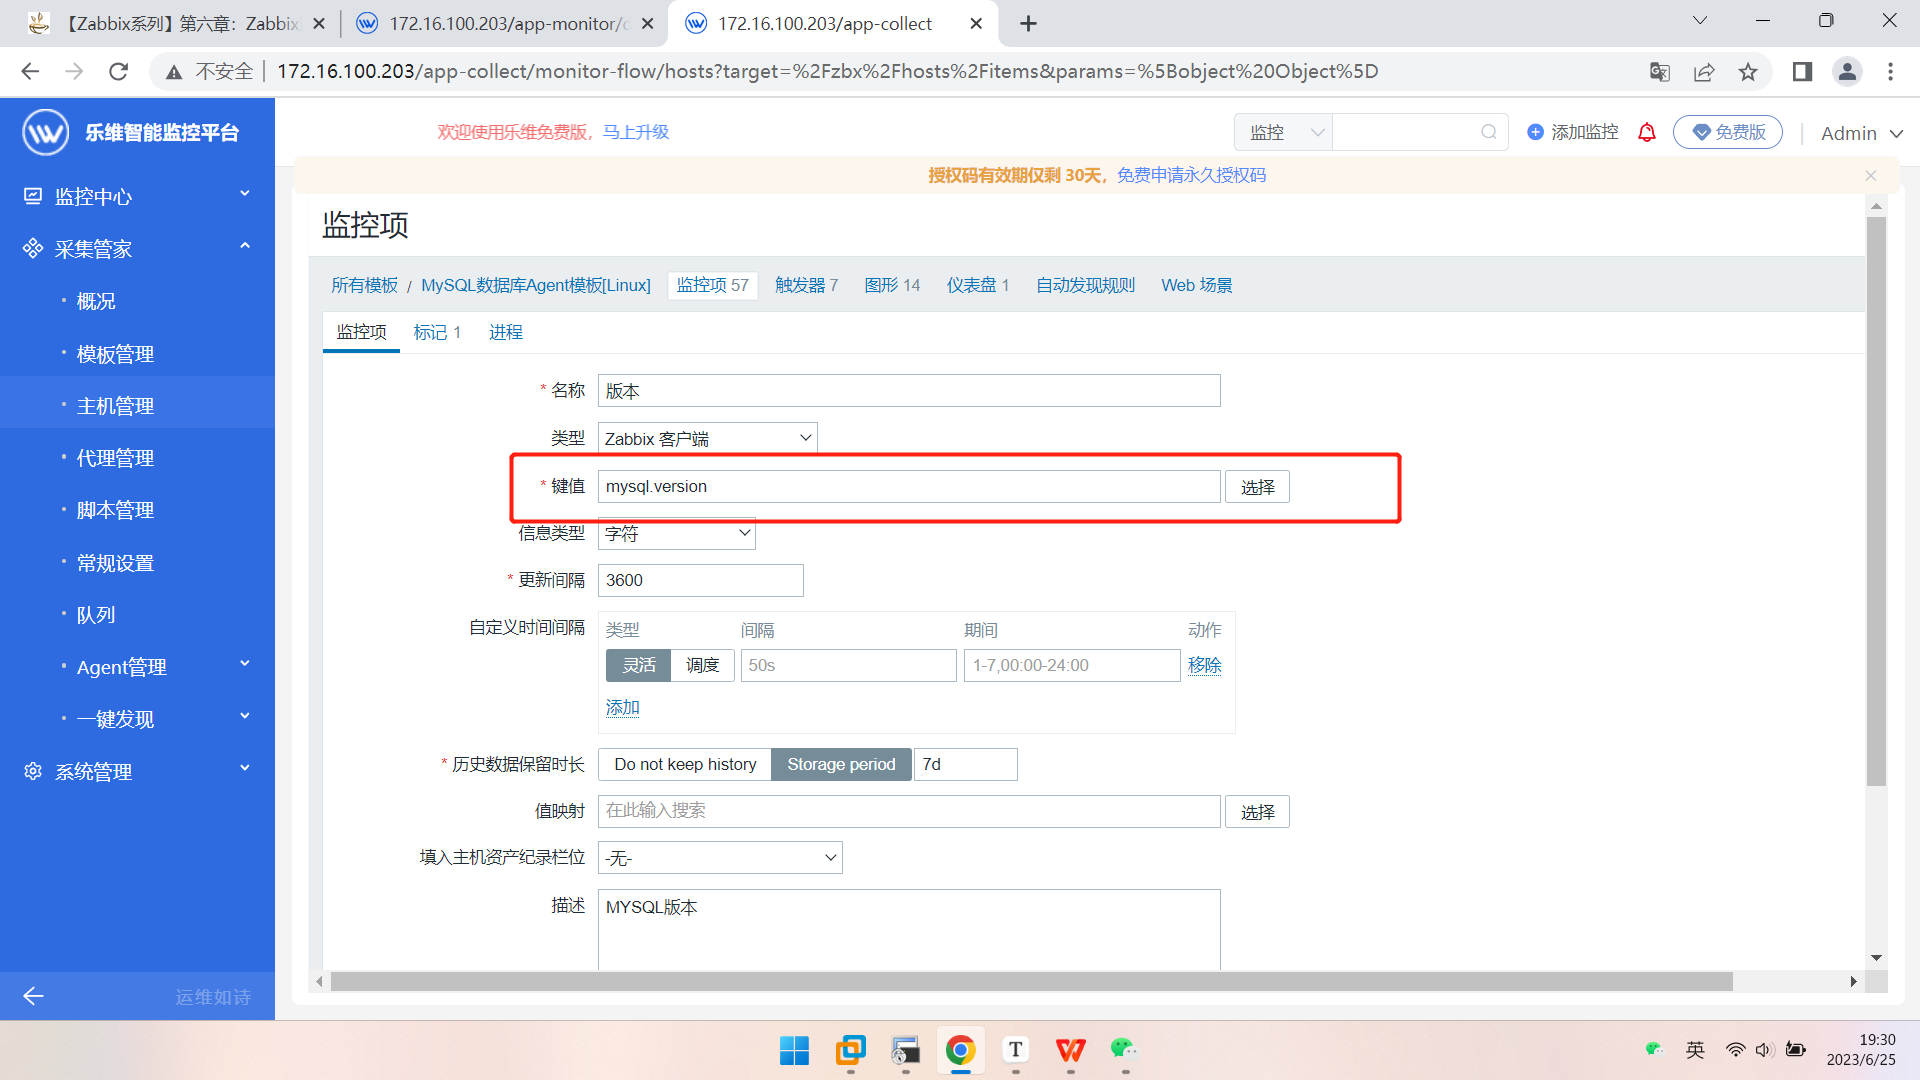 【Zabbix系列】第六章：Zabbix
172.16.100.203/app-monitor/
172.16.100.203/app-collect
不安全
172.16.100.203/app-collect/monitor-flow/hosts?target=%2Fzbx%2Fhosts%2Fitems&params=%5Bobject%20Object%5D
乐维智能监控平台
欢迎使用乐维免费版，马上升级
监控
添加监控
免费版
Admin
授权码有效期仅剩 30天，免费申请永久授权码
监控中心
采集管家
概况
模板管理
主机管理
代理管理
脚本管理
常规设置
队列
Agent管理
一键发现
系统管理
运维如诗
监控项
所有模板 / MySQL数据库Agent模板[Linux] 监控项 57 触发器 7 图形 14 仪表盘 1 自动发现规则 Web 场景
监控项 标记 1 进程
* 名称 版本
类型 Zabbix 客户端
* 键值 mysql.version 选择
信息类型 字符
* 更新间隔 3600
自定义时间间隔 类型 间隔 期间 动作
灵活 调度 50s 1-7,00:00-24:00 移除
添加
* 历史数据保留时长 Do not keep history Storage period 7d
值映射 在此输入搜索 选择
填入主机资产纪录栏位 -无-
描述 MYSQL版本
T
英
19:30
2023/6/25